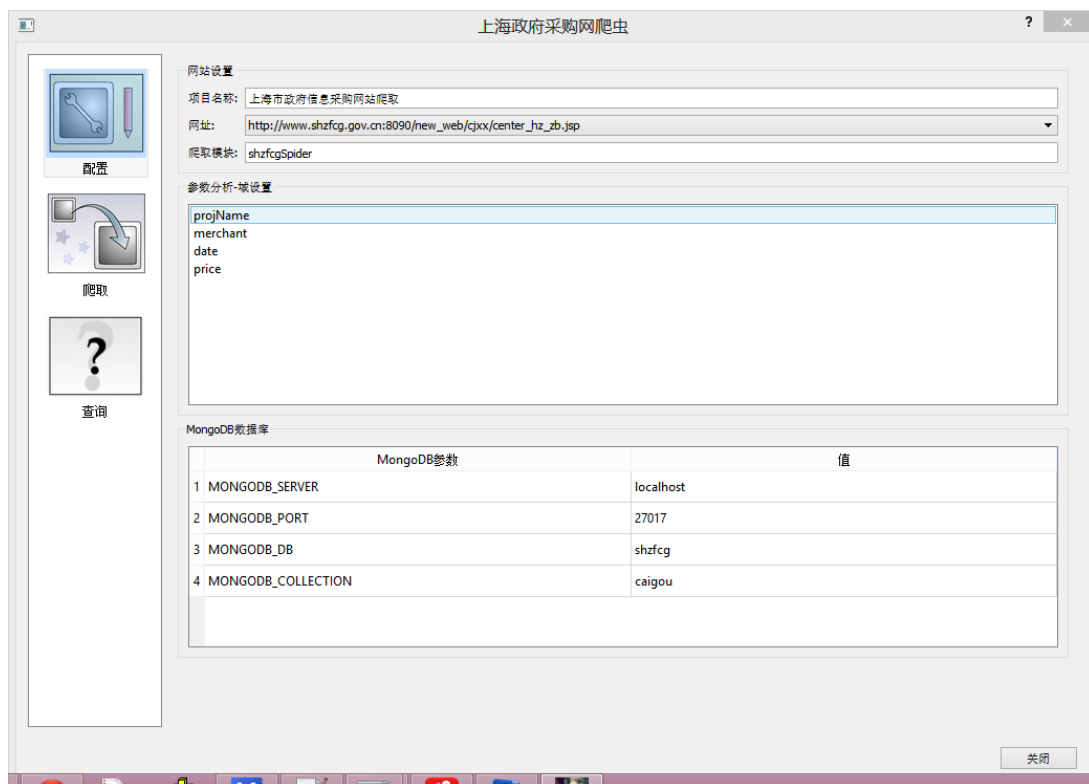 上海政府采购网爬虫
?
配置
爬取
?
查询
网站设置
项目名称: 上海市政府信息采购网站爬取
网址: http://www.shzfcg.gov.cn:8090/new_web/cjxx/center_hz_zb.jsp
爬取模块: shzfcgSpider
参数分析-域设置
projName
merchant
date
price
MongoDB数据库
MongoDB参数 值
1 MONGODB_SERVER localhost
2 MONGODB_PORT 27017
3 MONGODB_DB shzfcg
4 MONGODB_COLLECTION caigou
关闭